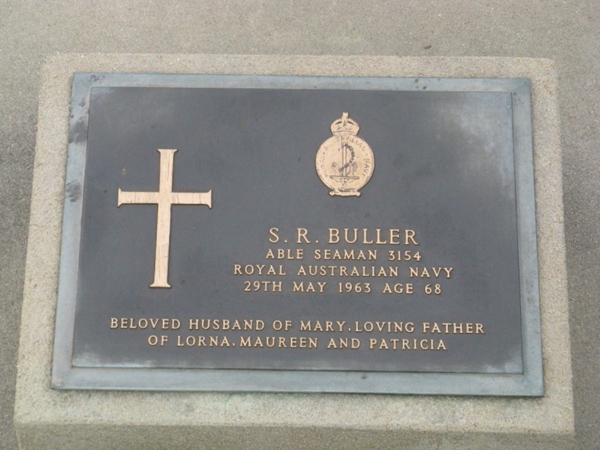 S. R. BULLER
ABLE SEAMAN 3154
ROYAL AUSTRALIAN NAVY
29TH MAY 1963 AGE 68
BELOVED HUSBAND OF MARY. LOVING FATHER
OF LORNA. MAUREEN AND PATRICIA